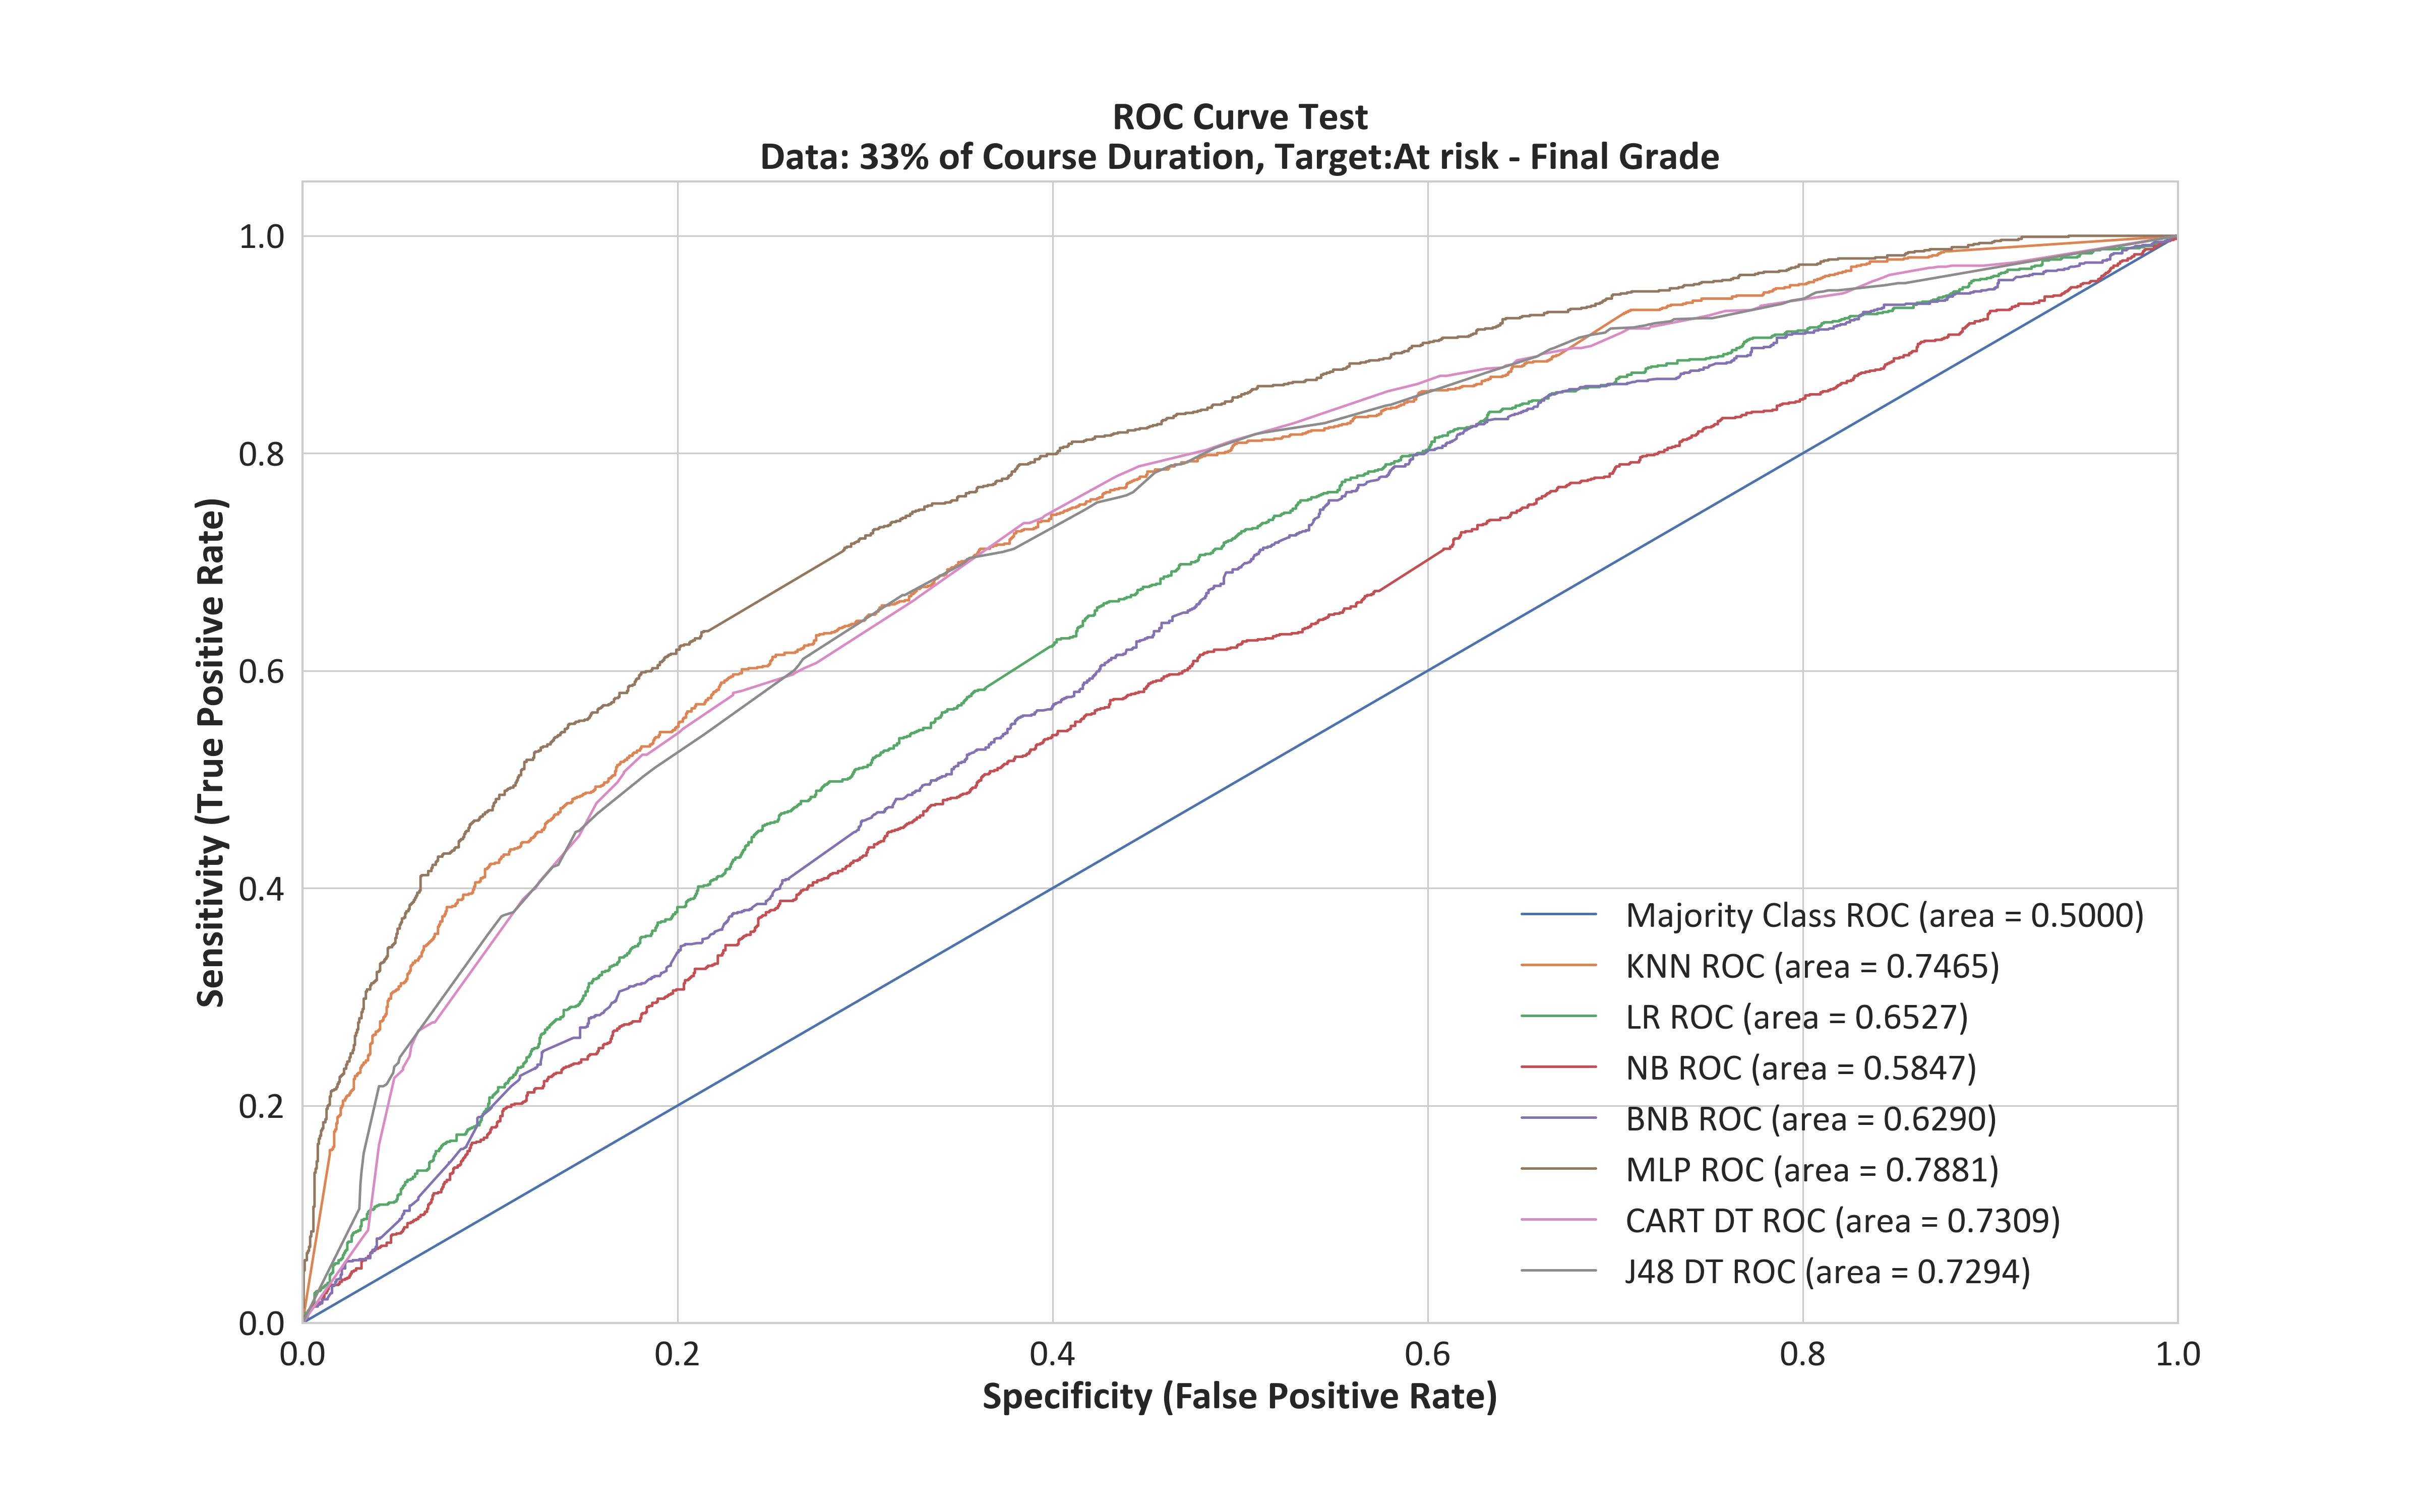 ROC Curve Test
Data: 33% of Course Duration, Target:At risk - Final Grade
Sensitivity (True Positive Rate)
1.0
0.8
0.6
0.4
0.2
0.0
Majority Class ROC (area = 0.5000)
KNN ROC (area = 0.7465)
LR ROC (area = 0.6527)
NB ROC (area = 0.5847)
BNB ROC (area = 0.6290)
MLP ROC (area = 0.7881)
CART DT ROC (area = 0.7309)
J48 DT ROC (area = 0.7294)
0.0 0.2 0.4 0.6 0.8 1.0
Specificity (False Positive Rate)